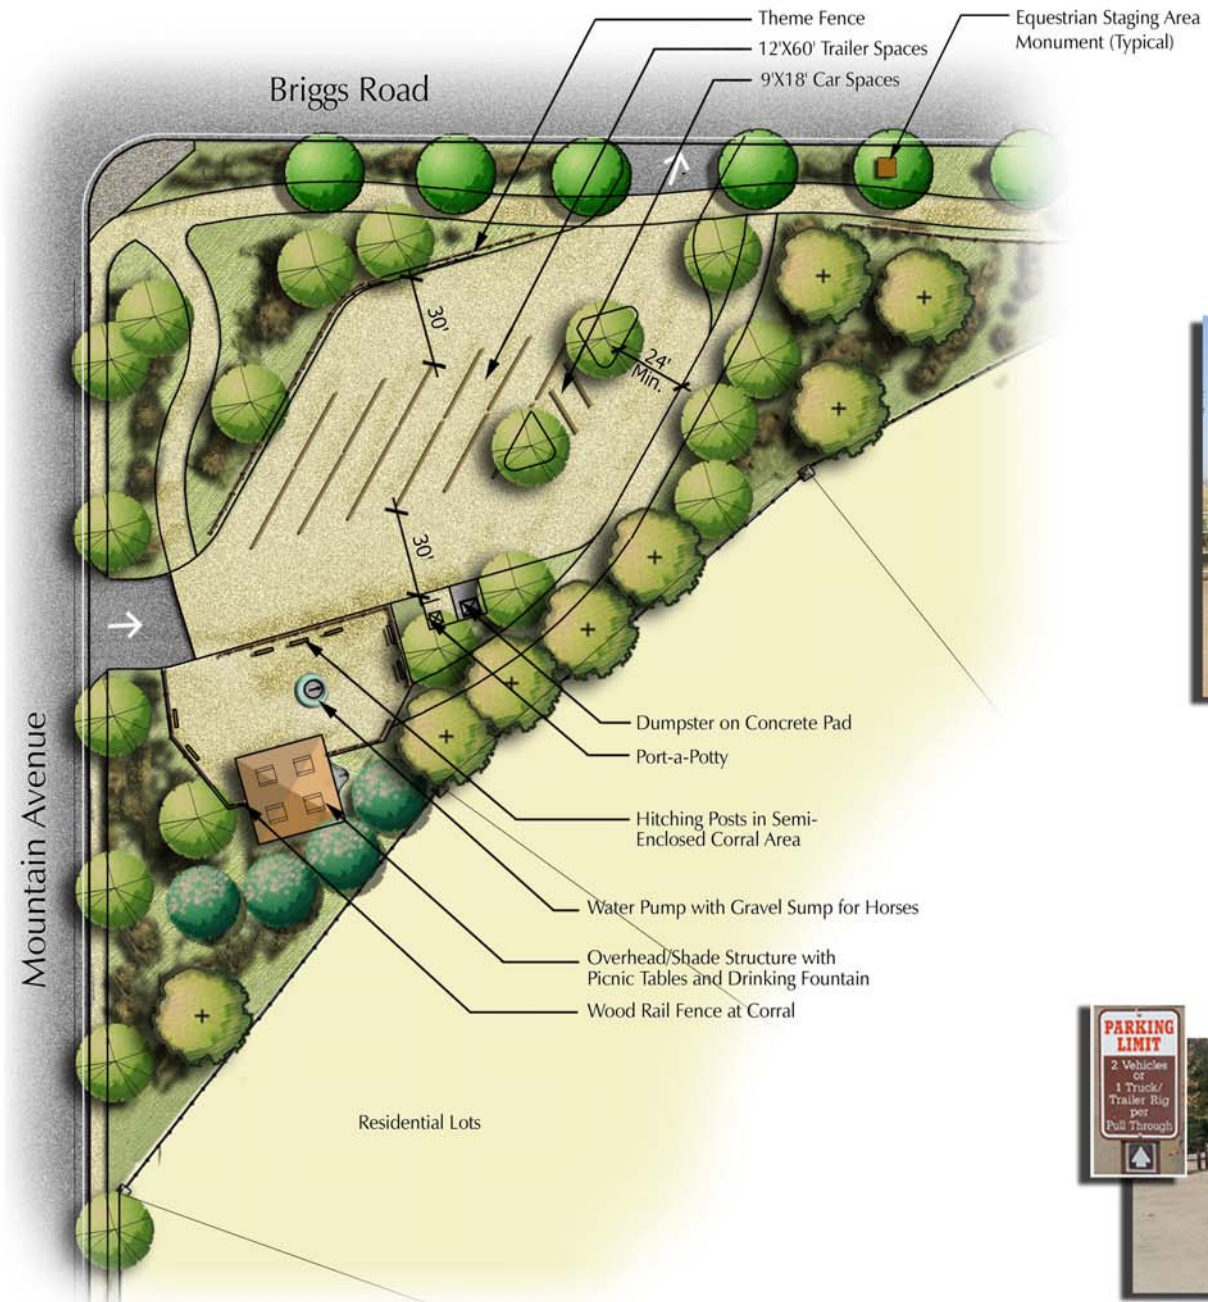 Theme Fence
12'X60' Trailer Spaces
9'X18' Car Spaces
Equestrian Staging Area
Monument (Typical)
Briggs Road
30'
24'
Min.
30'
Mountain Avenue
Dumpster on Concrete Pad
Port-a-Potty
Hitching Posts in Semi-
Enclosed Corral Area
Water Pump with Gravel Sump for Horses
Overhead/Shade Structure with
Picnic Tables and Drinking Fountain
Wood Rail Fence at Corral
Residential Lots
PARKING
LIMIT
2 Vehicles
or
1 Truck/
Trailer Rig
per
Pull Through